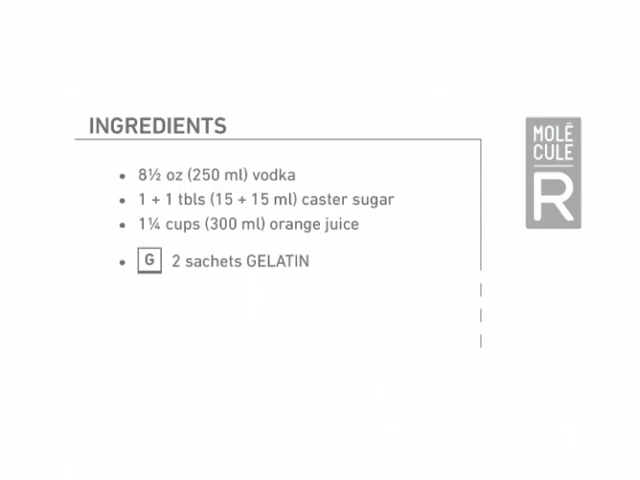 INGREDIENTS
• 8½ oz (250 ml) vodka
• 1 + 1 tbls (15 + 15 ml) caster sugar
• 1¼ cups (300 ml) orange juice
• G 2 sachets GELATIN
MOLĒ
CULE
R